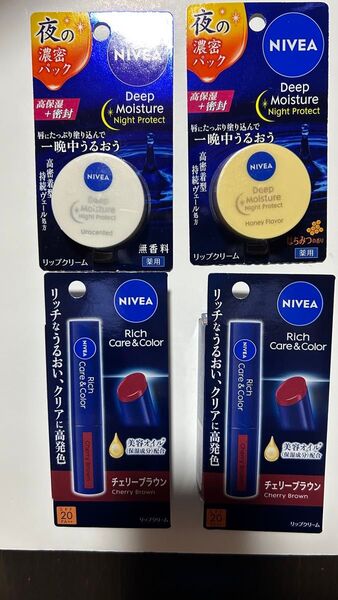 夜の
濃密
パック
高保湿
+密封
NIVEA
Deep
Moisture
Night Protect
唇にたっぷり塗り込んで
一晩中うるおう
高密着型
持続ヴェール処方
NIVEA
Deep
Moisture
Night Protect
Unscented
無香料
リップクリーム
薬用
夜の
濃密
パック
高保湿
+密封
NIVEA
Deep
Moisture
Night Protect
唇にたっぷり塗り込んで
一晩中うるおう
高密着型
持続ヴェール処方
NIVEA
Deep
Moisture
Night Protect
Honey Flavor
はちみつの香り
リップクリーム
薬用
NIVEA
Rich
Care & Color
リッチなうるおい、クリアに高発色
NIVEA
Rich
Care & Color
Cherry Brown
美容オイル
(保湿成分)配合
チェリーブラウン
Cherry Brown
SPF
20
PA++
リップクリーム
NIVEA
Rich
Care & Color
リッチなうるおい、クリアに高発色
NIVEA
Rich
Care & Color
Cherry Brown
美容オイル
(保湿成分)配合
チェリーブラウン
Cherry Brown
20
リップクリーム